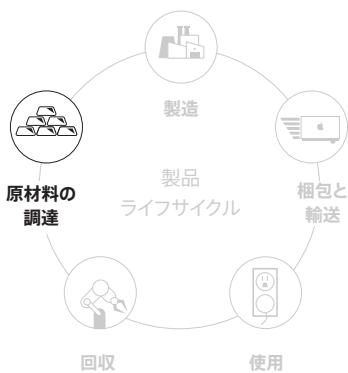 製造
原材料の
調達
製品
ライフサイクル
梱包と
輸送
回収
使用